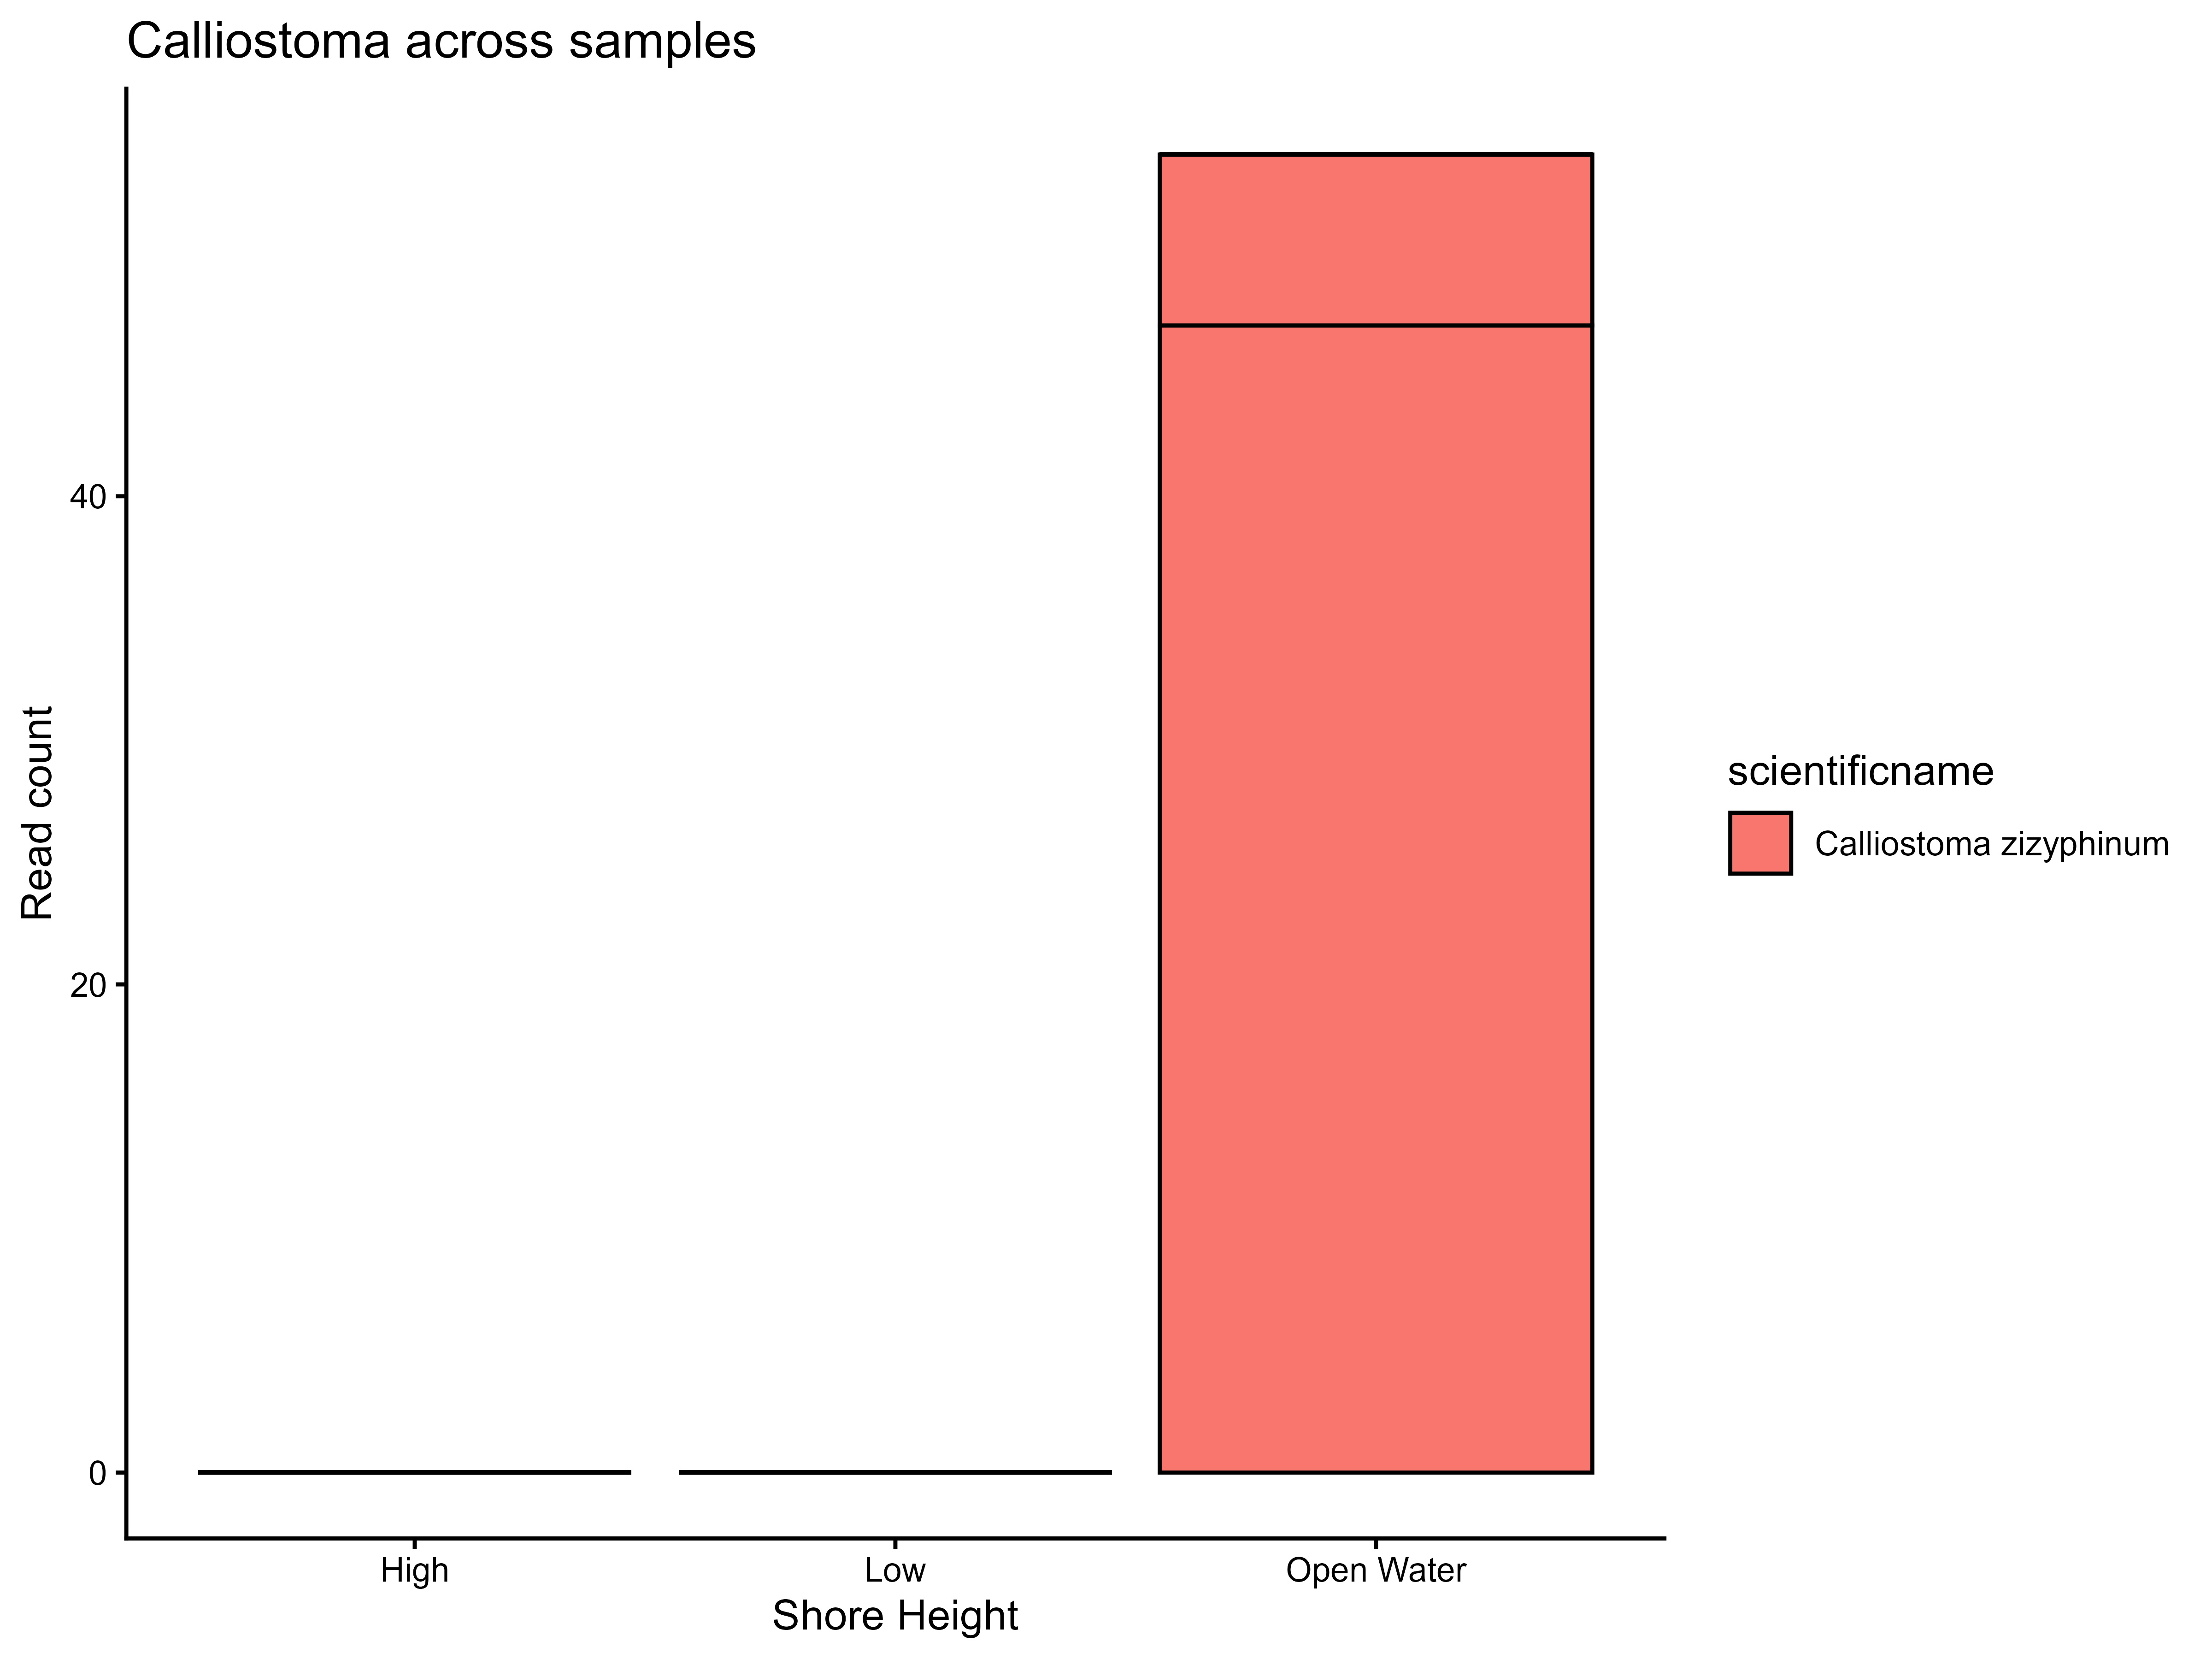 Calliostoma across samples
40
20
0
Read count
High
Low
Open Water
Shore Height
scientificname
Calliostoma zizyphinum